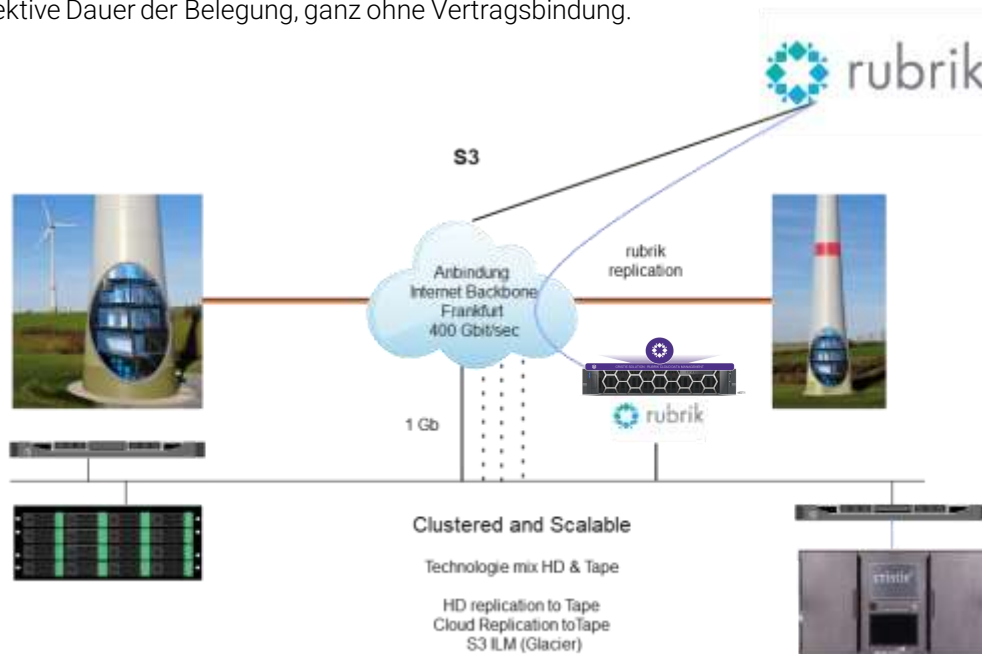 ektive Dauer der Belegung, ganz ohne Vertragsbindung.
rubrik
S3
Anbindung
Internet Backbone
Frankfurt
400 Gbit/sec
rubrik
replication
rubrik
1 Gb
Clustered and Scalable
Technologie mix HD & Tape
HD replication to Tape
Cloud Replication toTape
S3 ILM (Glacier)
cristie